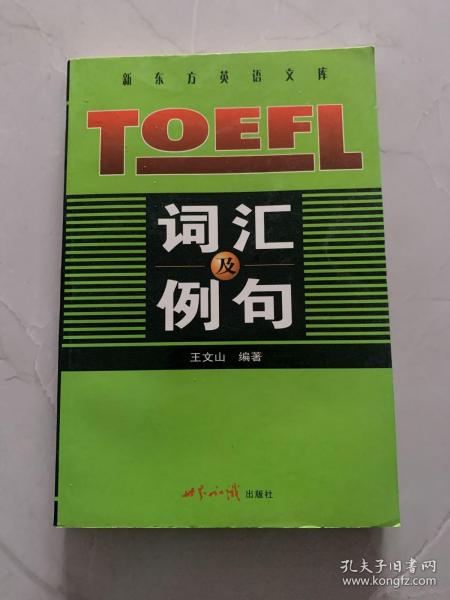 新东方英语文库
TOEFL
词汇
及
例句
王文山 编著
世界知识出版社
孔夫子旧书网
www.kongfz.com